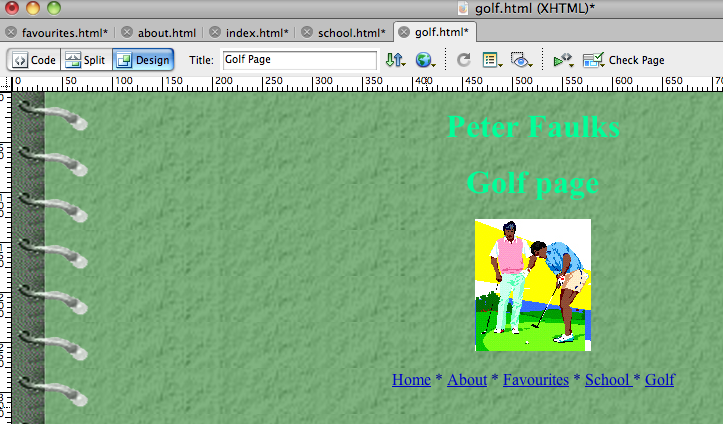 golf.html (XHTML)*
favourites.html* about.html index.html* school.html* golf.html*
Code Split Design Title: Golf Page Check Page
0 50 100 150 200 250 300 350 400 450 500 550 600 650
Peter Faulks
Golf page
Home * About * Favourites * School * Golf